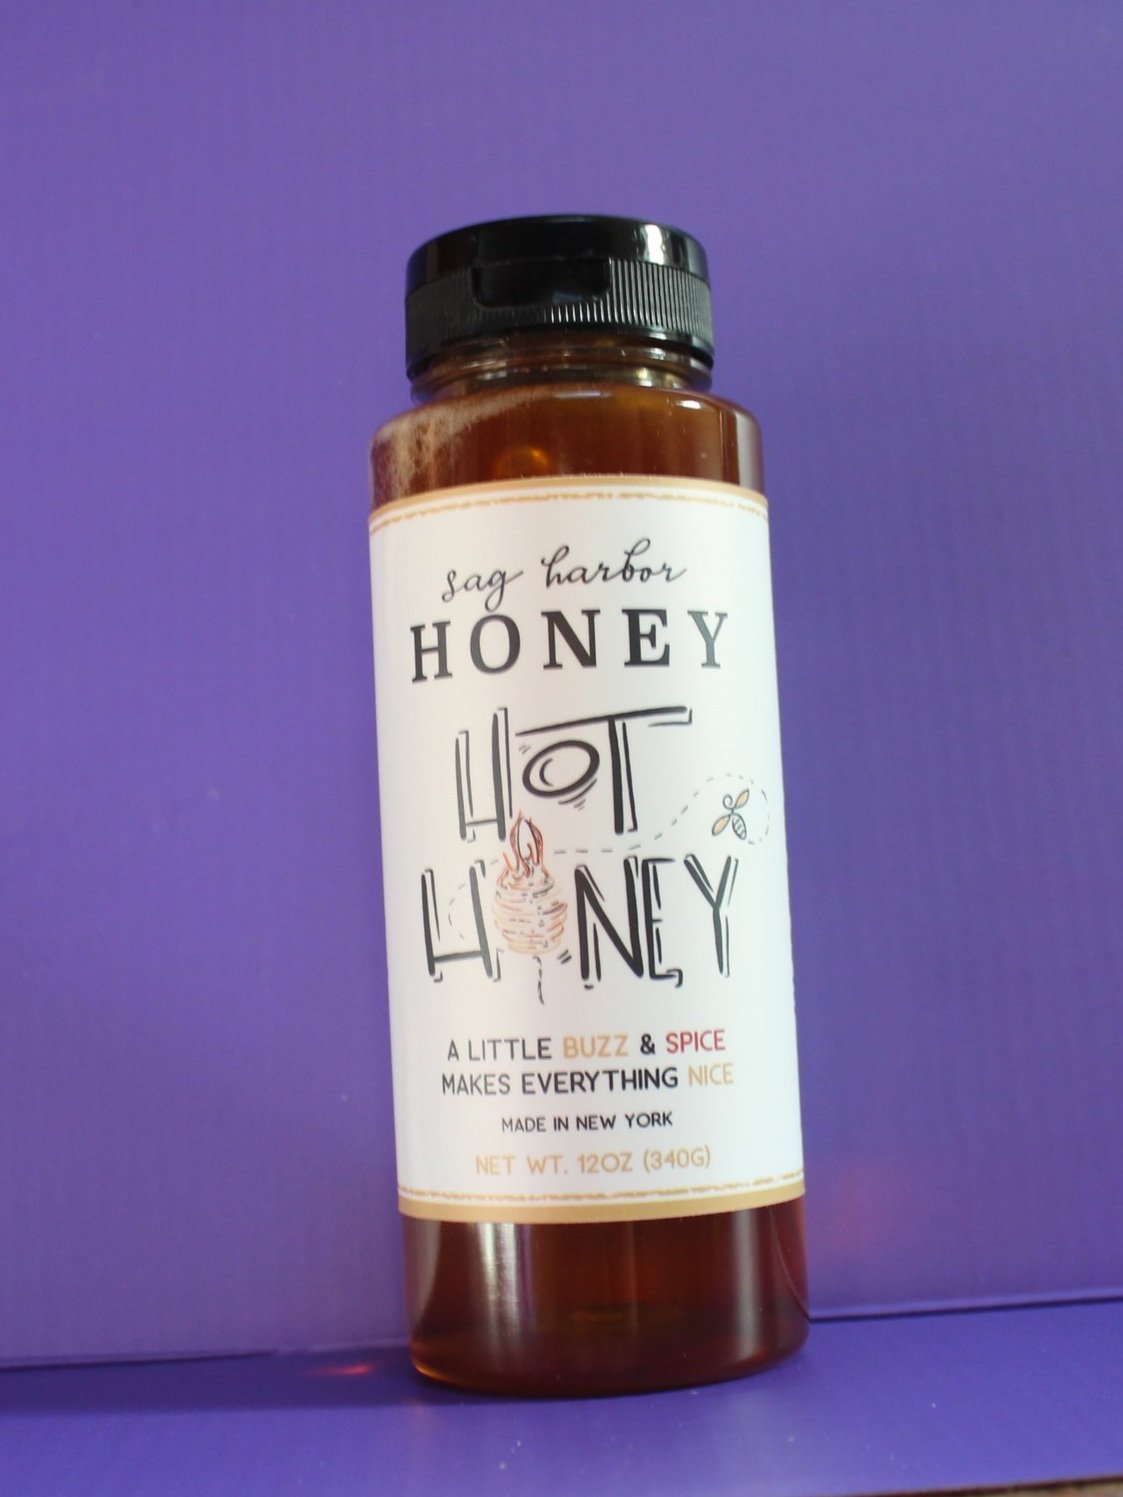 sag harbor
HONEY
HOT
HONEY
A LITTLE BUZZ & SPICE
MAKES EVERYTHING NICE
MADE IN NEW YORK
NET WT. 12OZ (340G)